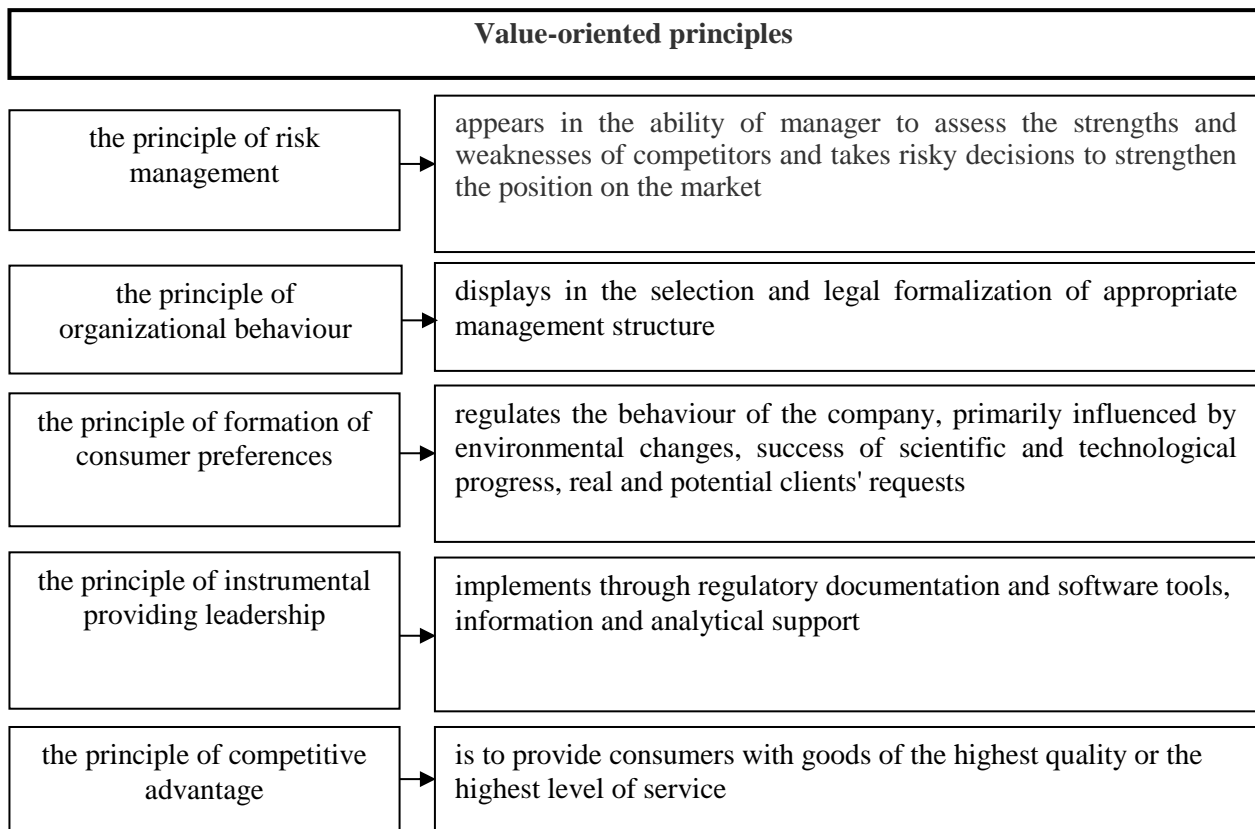 Value-oriented principles
the principle of risk
management
appears in the ability of manager to assess the strengths and
weaknesses of competitors and takes risky decisions to strengthen
the position on the market
the principle of
organizational behaviour
displays in the selection and legal formalization of appropriate
management structure
the principle of formation of
consumer preferences
regulates the behaviour of the company, primarily influenced by
environmental changes, success of scientific and technological
progress, real and potential clients' requests
the principle of instrumental
providing leadership
implements through regulatory documentation and software tools,
information and analytical support
the principle of competitive
advantage
is to provide consumers with goods of the highest quality or the
highest level of service